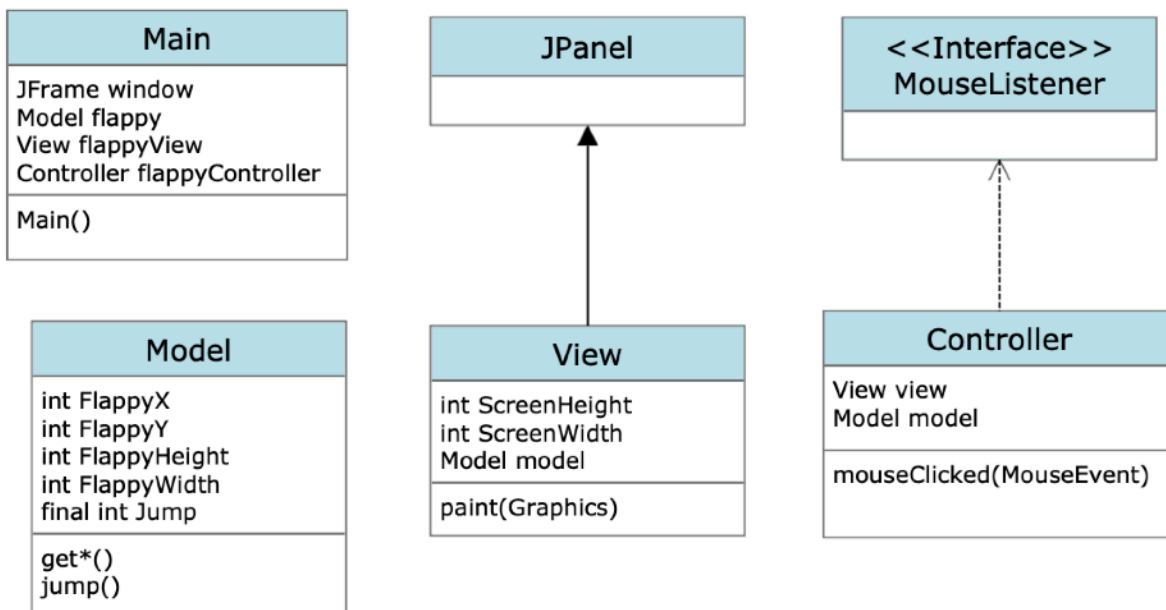 Main
JFrame window
Model flappy
View flappyView
Controller flappyController
Main()
JPanel
<<Interface>>
MouseListener
Model
int FlappyX
int FlappyY
int FlappyHeight
int FlappyWidth
final int Jump
get*()
jump()
View
int ScreenHeight
int ScreenWidth
Model model
paint(Graphics)
Controller
View view
Model model
mouseClicked(MouseEvent)